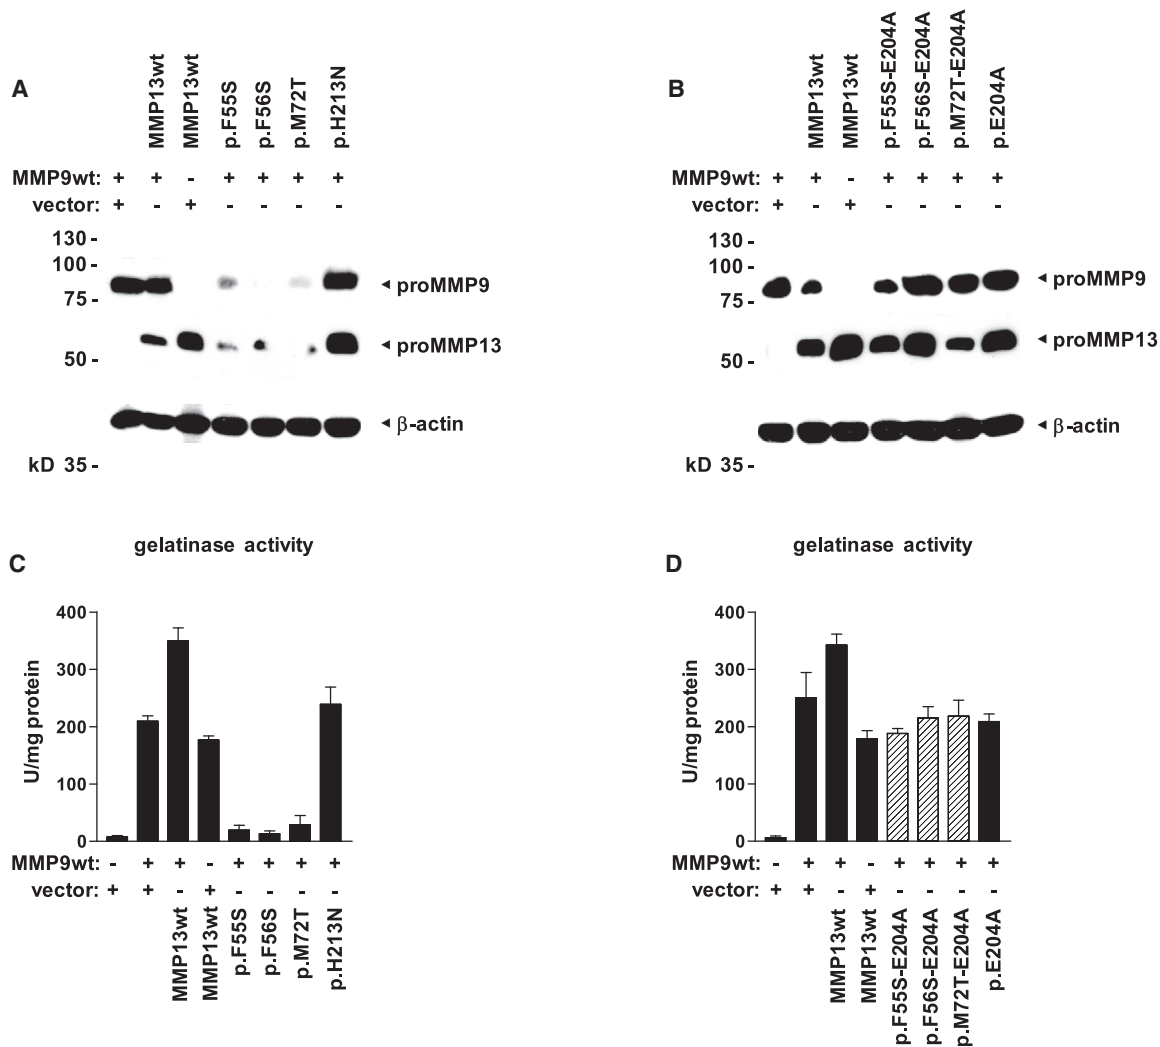 A
MMP13wt MMP13wt p.F55S p.F56S p.M72T p.H213N
MMP9wt: + + - + + + +
vector: + - + - - - -
130 -
100 -
75 -
50 -
kD 35 -
◄ proMMP9
◄ proMMP13
◄ β-actin
B
MMP13wt MMP13wt p.F55S-E204A p.F56S-E204A p.M72T-E204A p.E204A
MMP9wt: + + - + + + +
vector: + - + - - - -
130 -
100 -
75 -
50 -
kD 35 -
◄ proMMP9
◄ proMMP13
◄ β-actin
C
gelatinase activity
U/mg protein
400
300
200
100
0
MMP9wt: - + + - + + + +
vector: + + - + - - - -
MMP13wt MMP13wt p.F55S p.F56S p.M72T p.H213N
D
gelatinase activity
U/mg protein
400
300
200
100
0
MMP9wt: - + + - + + + +
vector: + + - + - - - -
MMP13wt MMP13wt p.F55S-E204A p.F56S-E204A p.M72T-E204A p.E204A